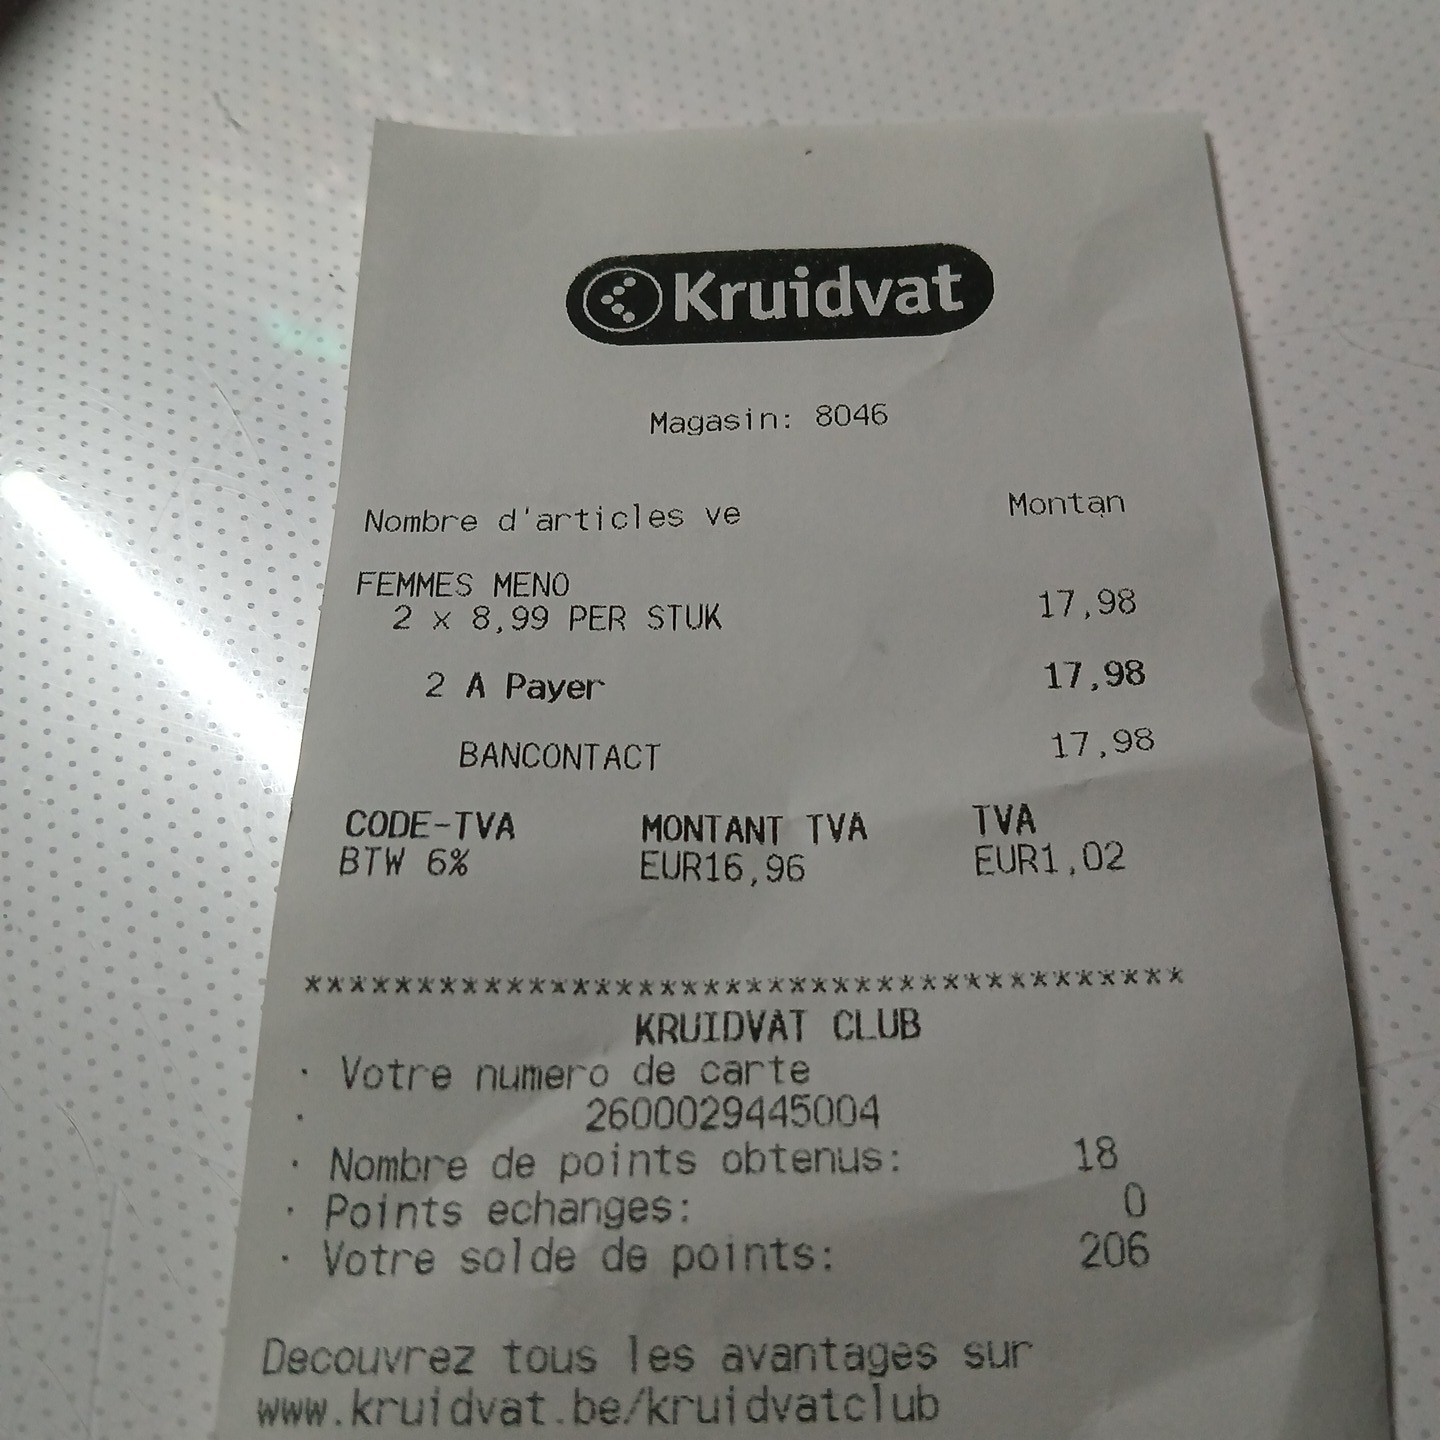 Kruidvat
Magasin: 8046
Nombre d'articles ve Montan
FEMMES MENO
2 x 8,99 PER STUK 17,98
2 A Payer 17,98
BANCONTACT 17,98
CODE-TVA MONTANT TVA TVA
BTW 6% EUR16,96 EUR1,02
****************************************
KRUIDVAT CLUB
· Votre numero de carte
· 2600029445004
· Nombre de points obtenus: 18
· Points echanges: 0
· Votre solde de points: 206
Decouvrez tous les avantages sur
www.kruidvat.be/kruidvatclub